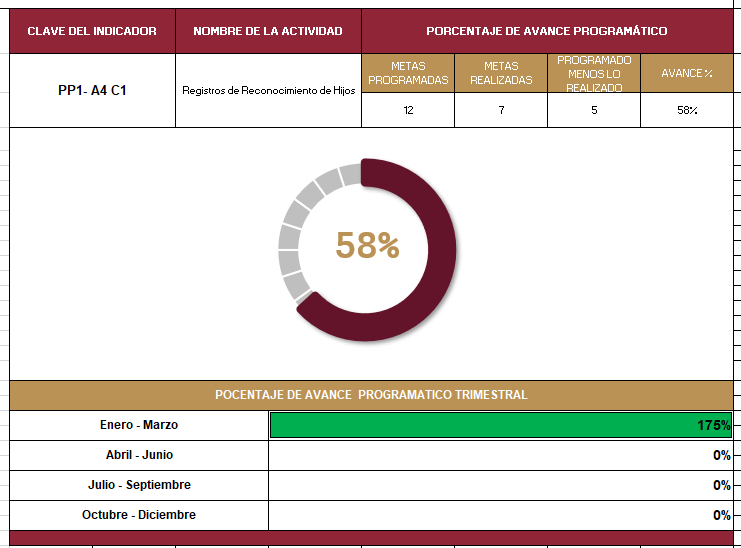 CLAVE DEL INDICADOR
NOMBRE DE LA ACTIVIDAD
PORCENTAJE DE AVANCE PROGRAMÁTICO
PP1- A4 C1
Registros de Reconocimiento de Hijos
METAS
PROGRAMADAS
METAS
REALIZADAS
PROGRAMADO
MENOS LO
REALIZADO
AVANCE %
12
7
5
58%
58%
POCENTAJE DE AVANCE PROGRAMATICO TRIMESTRAL
Enero - Marzo
175%
Abril - Junio
0%
Julio - Septiembre
0%
Octubre - Diciembre
0%